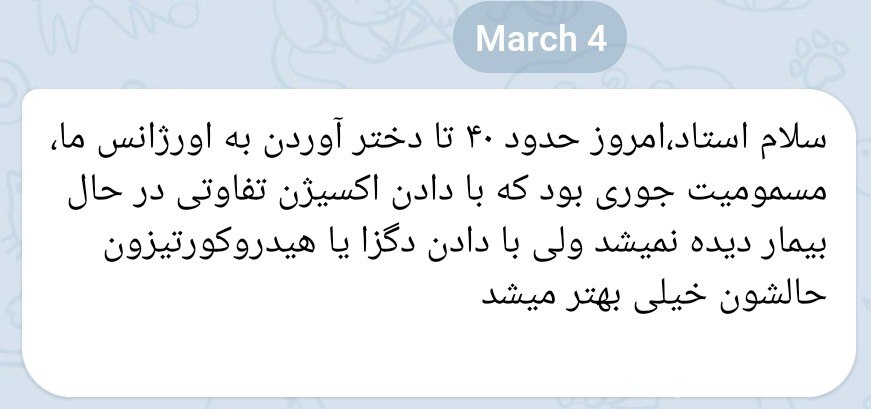 March 4
سلام استاد،امروز حدود ۴۰ تا دختر آوردن به اورژانس ما،
مسمومیت جوری بود که با دادن اکسیژن تفاوتی در حال
بیمار دیده نمیشد ولی با دادن دگزا یا هیدروکورتیزون
حالشون خیلی بهتر میشد